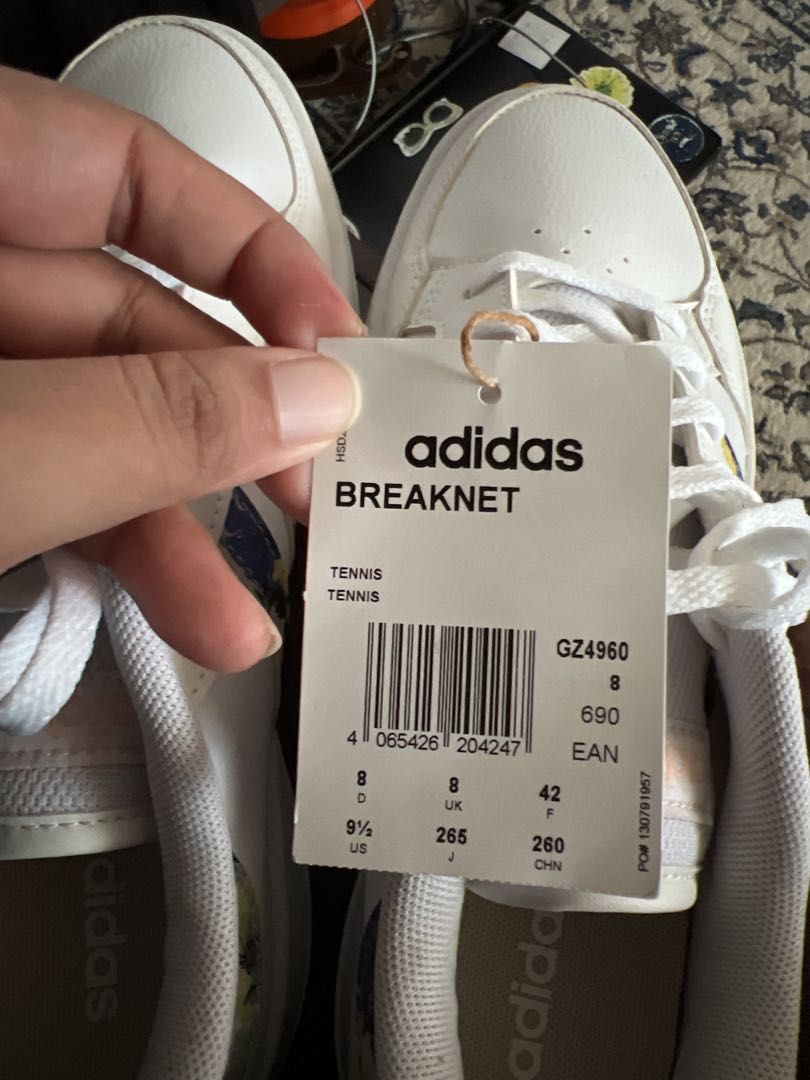 adidas
BREAKNET
TENNIS
TENNIS
GZ4960
8
690
EAN
4 065426 204247
8 8 42
D UK F
9½ 265 260
US J CHN
PO# 130791957
adidas
adidas